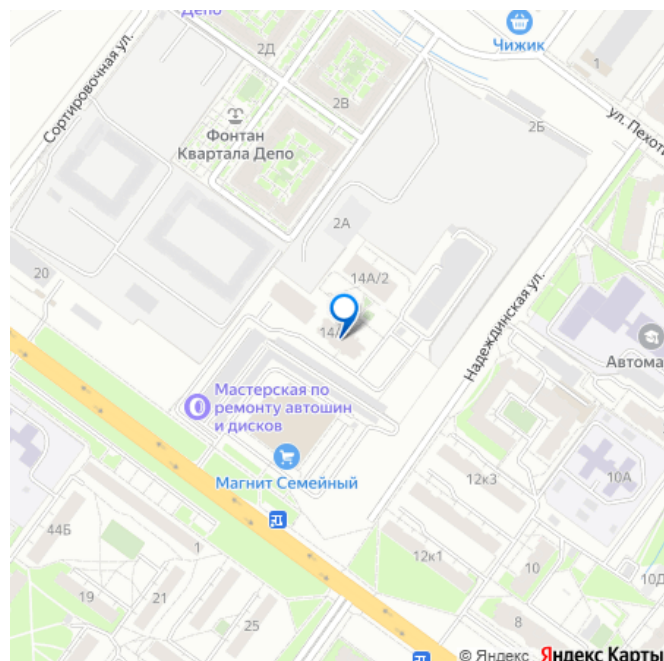 Депо
2Д
Чижик
1
Сортировочная ул.
2В
Фонтан
Квартала Депо
2Б
ул. Пехоти
2А
20
14А/2
14А/
Надеждинская ул.
Автома
Мастерская по
ремонту автошин
и дисков
Магнит Семейный
12к3
10А
44Б
1
12к1
10
10Д
19
21
25
8
© Яндекс Яндекс Карты